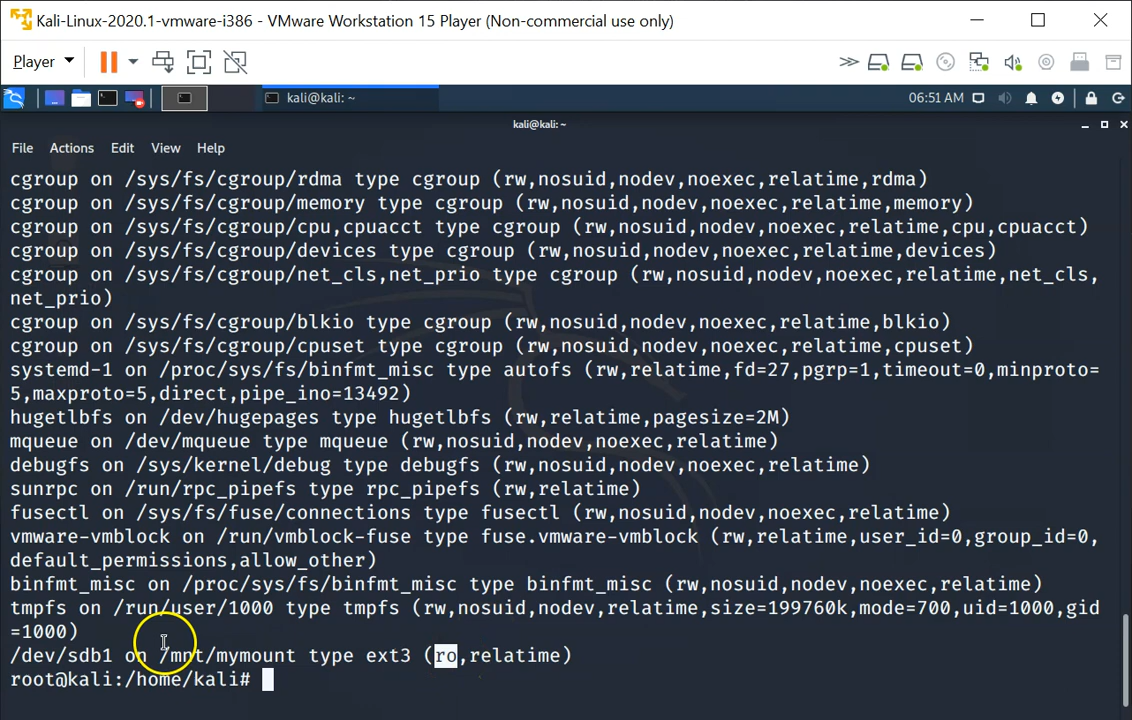 Kali-Linux-2020.1-vmware-i386 - VMware Workstation 15 Player (Non-commercial use only)
Player
kali@kali: ~
06:51 AM
kali@kali: ~
File Actions Edit View Help
cgroup on /sys/fs/cgroup/rdma type cgroup (rw,nosuid,nodev,noexec,relatime,rdma)
cgroup on /sys/fs/cgroup/memory type cgroup (rw,nosuid,nodev,noexec,relatime,memory)
cgroup on /sys/fs/cgroup/cpu,cpuacct type cgroup (rw,nosuid,nodev,noexec,relatime,cpu,cpuacct)
cgroup on /sys/fs/cgroup/devices type cgroup (rw,nosuid,nodev,noexec,relatime,devices)
cgroup on /sys/fs/cgroup/net_cls,net_prio type cgroup (rw,nosuid,nodev,noexec,relatime,net_cls,
net_prio)
cgroup on /sys/fs/cgroup/blkio type cgroup (rw,nosuid,nodev,noexec,relatime,blkio)
cgroup on /sys/fs/cgroup/cpuset type cgroup (rw,nosuid,nodev,noexec,relatime,cpuset)
systemd-1 on /proc/sys/fs/binfmt_misc type autofs (rw,relatime,fd=27,pgrp=1,timeout=0,minproto=
5,maxproto=5,direct,pipe_ino=13492)
hugetlbfs on /dev/hugepages type hugetlbfs (rw,relatime,pagesize=2M)
mqueue on /dev/mqueue type mqueue (rw,nosuid,nodev,noexec,relatime)
debugfs on /sys/kernel/debug type debugfs (rw,nosuid,nodev,noexec,relatime)
sunrpc on /run/rpc_pipefs type rpc_pipefs (rw,relatime)
fusectl on /sys/fs/fuse/connections type fusectl (rw,nosuid,nodev,noexec,relatime)
vmware-vmblock on /run/vmblock-fuse type fuse.vmware-vmblock (rw,relatime,user_id=0,group_id=0,
default_permissions,allow_other)
binfmt_misc on /proc/sys/fs/binfmt_misc type binfmt_misc (rw,nosuid,nodev,noexec,relatime)
tmpfs on /run/user/1000 type tmpfs (rw,nosuid,nodev,relatime,size=199760k,mode=700,uid=1000,gid
=1000)
/dev/sdb1 on /mnt/mymount type ext3 (ro,relatime)
root@kali:/home/kali#